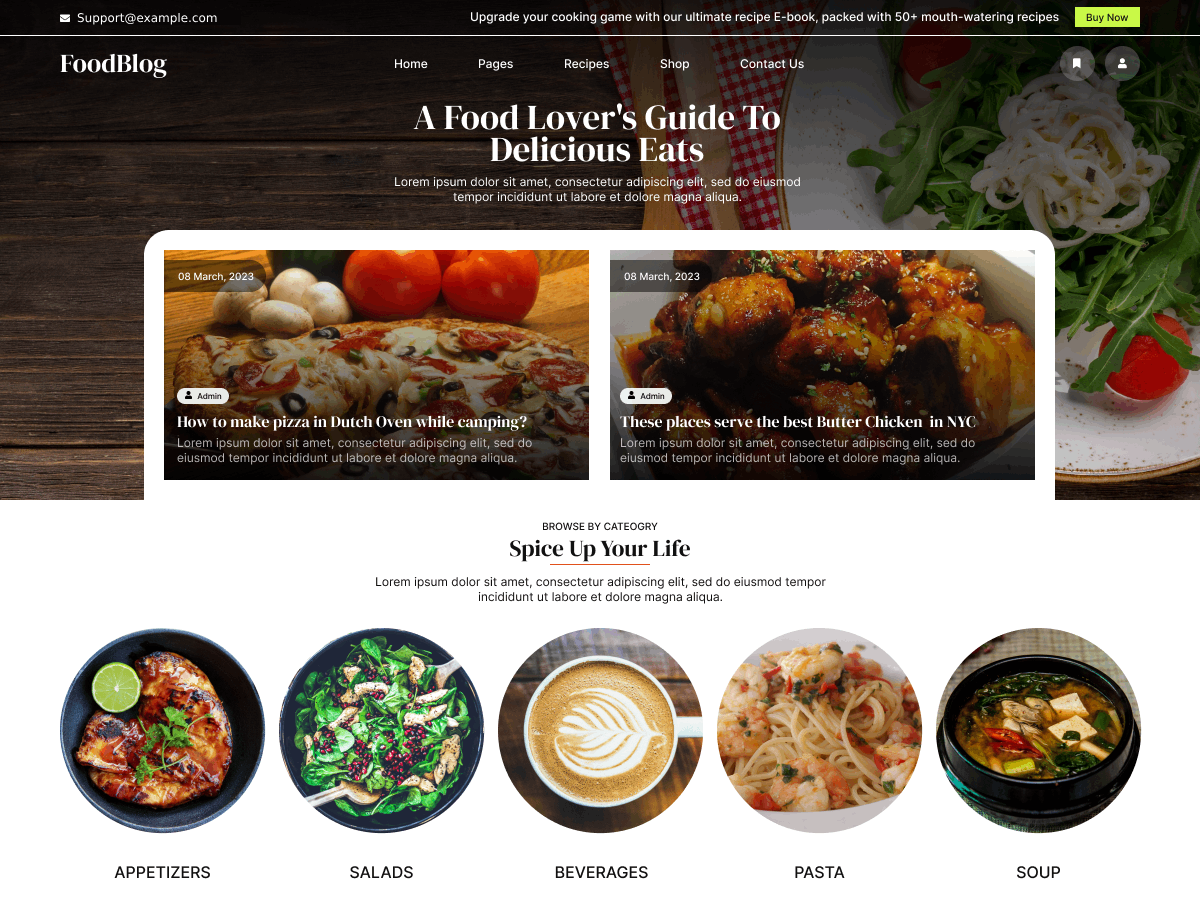 Support@example.com
Upgrade your cooking game with our ultimate recipe E-book, packed with 50+ mouth-watering recipes
Buy Now
FoodBlog
Home
Pages
Recipes
Shop
Contact Us
A Food Lover's Guide To
Delicious Eats
Lorem ipsum dolor sit amet, consectetur adipiscing elit, sed do eiusmod
tempor incididunt ut labore et dolore magna aliqua.
08 March, 2023
Admin
How to make pizza in Dutch Oven while camping?
Lorem ipsum dolor sit amet, consectetur adipiscing elit, sed do
eiusmod tempor incididunt ut labore et dolore magna aliqua.
08 March, 2023
Admin
These places serve the best Butter Chicken in NYC
Lorem ipsum dolor sit amet, consectetur adipiscing elit, sed do
eiusmod tempor incididunt ut labore et dolore magna aliqua.
BROWSE BY CATEOGRY
Spice Up Your Life
Lorem ipsum dolor sit amet, consectetur adipiscing elit, sed do eiusmod tempor
incididunt ut labore et dolore magna aliqua.
APPETIZERS
SALADS
BEVERAGES
PASTA
SOUP